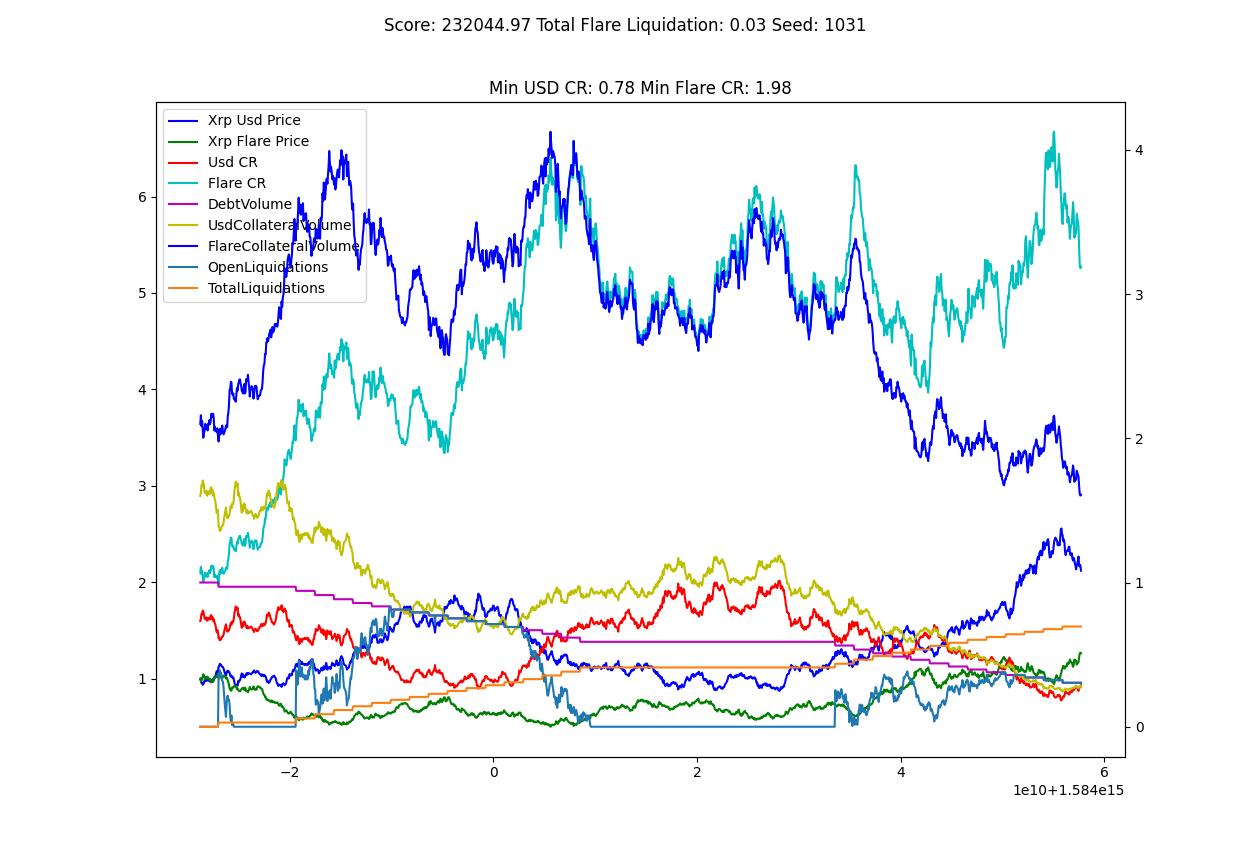 Score: 232044.97 Total Flare Liquidation: 0.03 Seed: 1031
Min USD CR: 0.78 Min Flare CR: 1.98
Xrp Usd Price
Xrp Flare Price
Usd CR
Flare CR
DebtVolume
UsdCollateralVolume
FlareCollateralVolume
OpenLiquidations
TotalLiquidations
6
5
4
3
2
1
4
3
2
1
0
−2
0
2
4
6
1e10+1.584e15